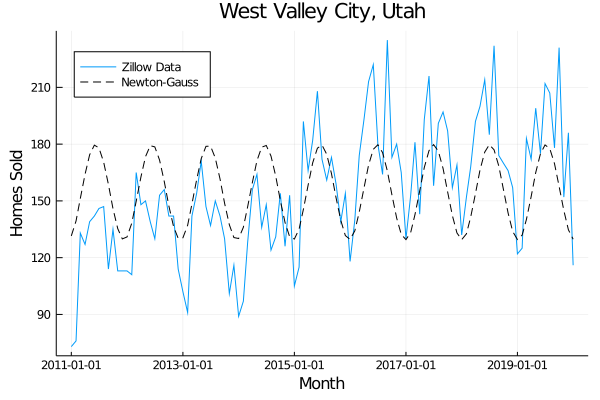 West Valley City, Utah
Zillow Data
Newton-Gauss
Homes Sold
210
180
150
120
90
2011-01-01 2013-01-01 2015-01-01 2017-01-01 2019-01-01
Month